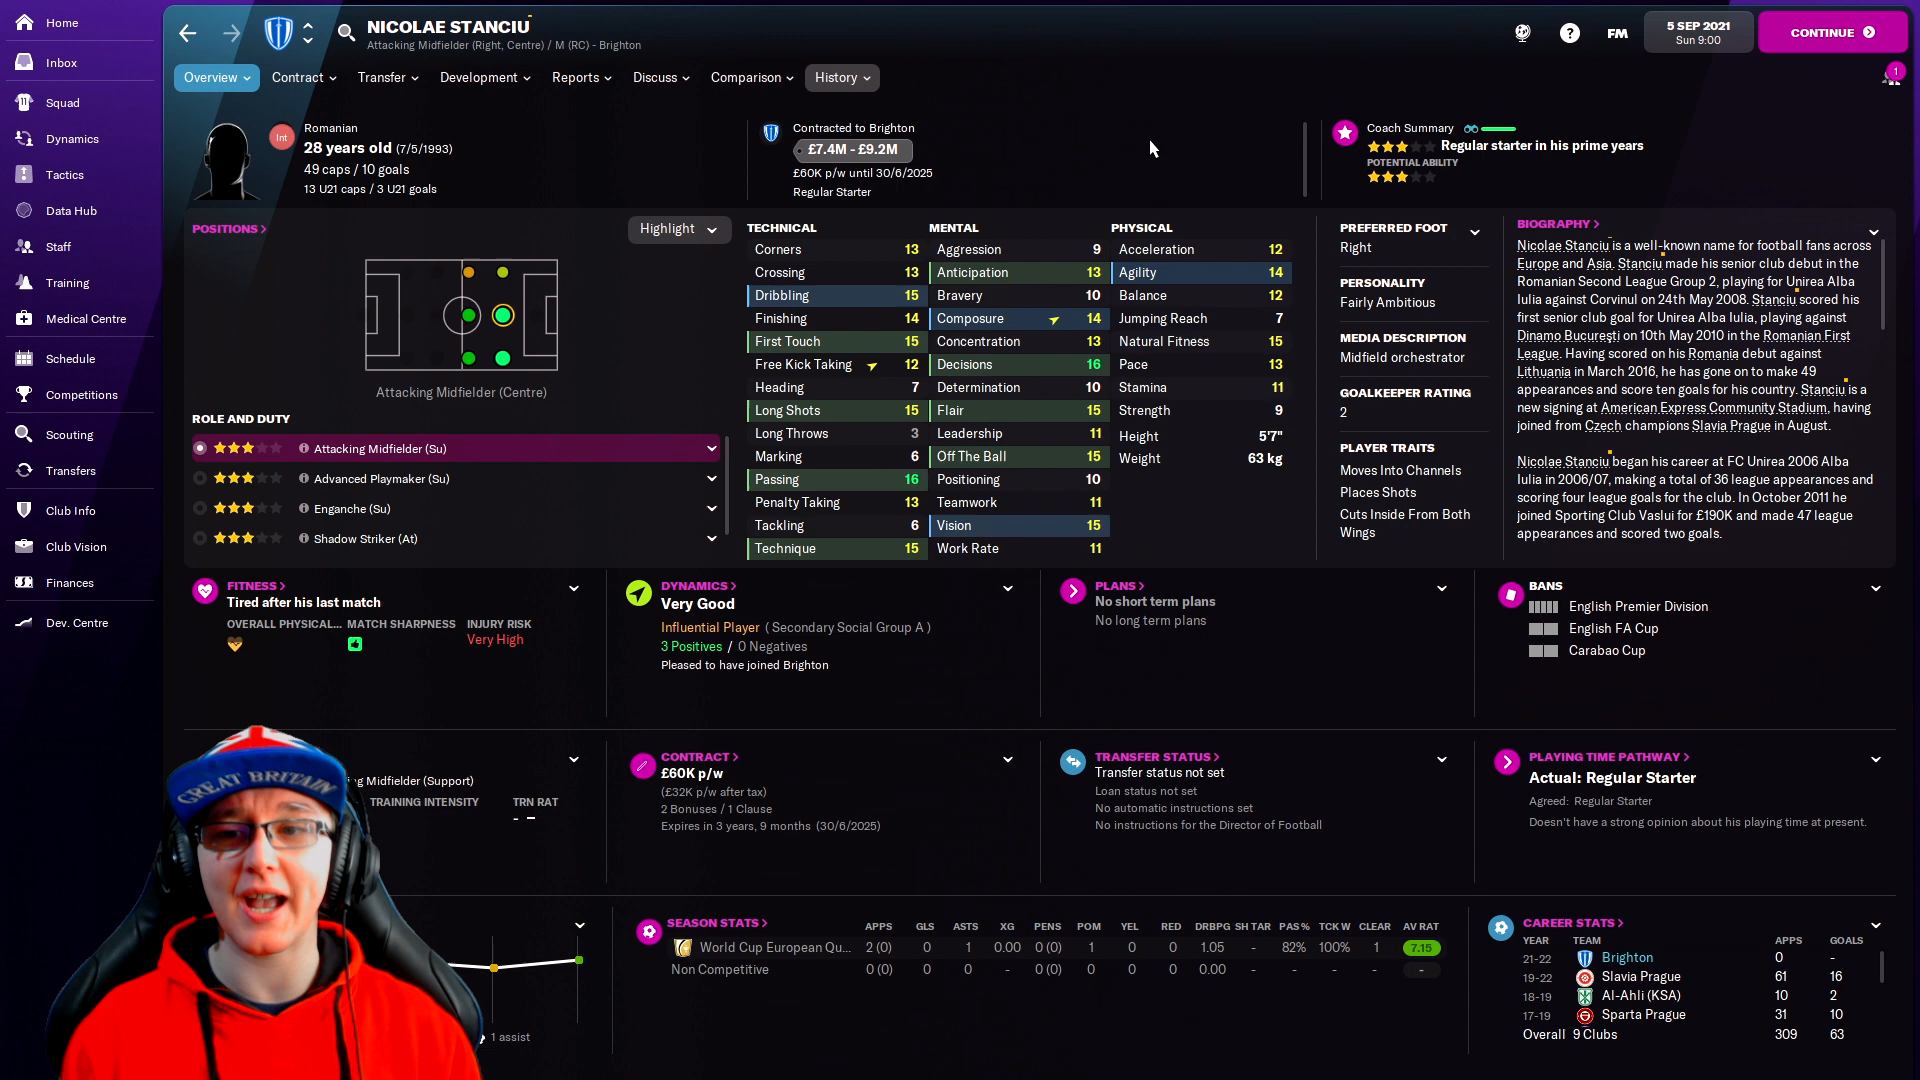 Home
Inbox
Squad
Dynamics
Tactics
Data Hub
Staff
Training
Medical Centre
Schedule
Competitions
Scouting
Transfers
Club Info
Club Vision
Finances
Dev. Centre
NICOLAE STANCIU
Attacking Midfielder (Right, Centre) / M (RC) - Brighton
FM
5 SEP 2021
Sun 9:00
CONTINUE
Overview
Contract
Transfer
Development
Reports
Discuss
Comparison
History
1
Int
Romanian
28 years old (7/5/1993)
49 caps / 10 goals
13 U21 caps / 3 U21 goals
Contracted to Brighton
£7.4M - £9.2M
£60K p/w until 30/6/2025
Regular Starter
Coach Summary
Regular starter in his prime years
POTENTIAL ABILITY
POSITIONS >
Highlight
Attacking Midfielder (Centre)
ROLE AND DUTY
Attacking Midfielder (Su)
Advanced Playmaker (Su)
Enganche (Su)
Shadow Striker (At)
TECHNICAL
Corners 13
Crossing 13
Dribbling 15
Finishing 14
First Touch 15
Free Kick Taking 12
Heading 7
Long Shots 15
Long Throws 3
Marking 6
Passing 16
Penalty Taking 13
Tackling 6
Technique 15
MENTAL
Aggression 9
Anticipation 13
Bravery 10
Composure 14
Concentration 13
Decisions 16
Determination 10
Flair 15
Leadership 11
Off The Ball 15
Positioning 10
Teamwork 11
Vision 15
Work Rate 11
PHYSICAL
Acceleration 12
Agility 14
Balance 12
Jumping Reach 7
Natural Fitness 15
Pace 13
Stamina 11
Strength 9
Height 5'7"
Weight 63 kg
PREFERRED FOOT
Right
PERSONALITY
Fairly Ambitious
MEDIA DESCRIPTION
Midfield orchestrator
GOALKEEPER RATING
2
PLAYER TRAITS
Moves Into Channels
Places Shots
Cuts Inside From Both
Wings
BIOGRAPHY >
Nicolae Stanciu is a well-known name for football fans across
Europe and Asia. Stanciu made his senior club debut in the
Romanian Second League Group 2, playing for Unirea Alba
Iulia against Corvinul on 24th May 2008. Stanciu scored his
first senior club goal for Unirea Alba Iulia, playing against
Dinamo București on 10th May 2010 in the Romanian First
League. Having scored on his Romania debut against
Lithuania in March 2016, he has gone on to make 49
appearances and score ten goals for his country. Stanciu is a
new signing at American Express Community Stadium, having
joined from Czech champions Slavia Prague in August.
Nicolae Stanciu began his career at FC Unirea 2006 Alba
Iulia in 2006/07, making a total of 36 league appearances and
scoring four league goals for the club. In October 2011 he
joined Sporting Club Vaslui for £190K and made 47 league
appearances and scored two goals.
FITNESS >
Tired after his last match
OVERALL PHYSICAL... MATCH SHARPNESS INJURY RISK
Very High
DYNAMICS >
Very Good
Influential Player ( Secondary Social Group A )
3 Positives / 0 Negatives
Pleased to have joined Brighton
PLANS >
No short term plans
No long term plans
BANS
English Premier Division
English FA Cup
Carabao Cup
Midfielder (Support)
TRAINING INTENSITY TRN RAT
- –
CONTRACT >
£60K p/w
(£32K p/w after tax)
2 Bonuses / 1 Clause
Expires in 3 years, 9 months (30/6/2025)
TRANSFER STATUS >
Transfer status not set
Loan status not set
No automatic instructions set
No instructions for the Director of Football
PLAYING TIME PATHWAY >
Actual: Regular Starter
Agreed: Regular Starter
Doesn't have a strong opinion about his playing time at present.
GREAT BRITAIN
1 assist
SEASON STATS > APPS GLS ASTS XG PENS POM YEL RED DRBPG SH TAR PAS % TCK W CLEAR AV RAT
World Cup European Qu... 2 (0) 0 1 0.00 0 (0) 1 0 0 1.05 - 82% 100% 1 7.15
Non Competitive 0 (0) 0 0 - 0 (0) 0 0 0 0.00 - - - - -
CAREER STATS >
YEAR TEAM APPS GOALS
21-22 Brighton 0 -
19-22 Slavia Prague 61 16
18-19 Al-Ahli (KSA) 10 2
17-19 Sparta Prague 31 10
Overall 9 Clubs 309 63